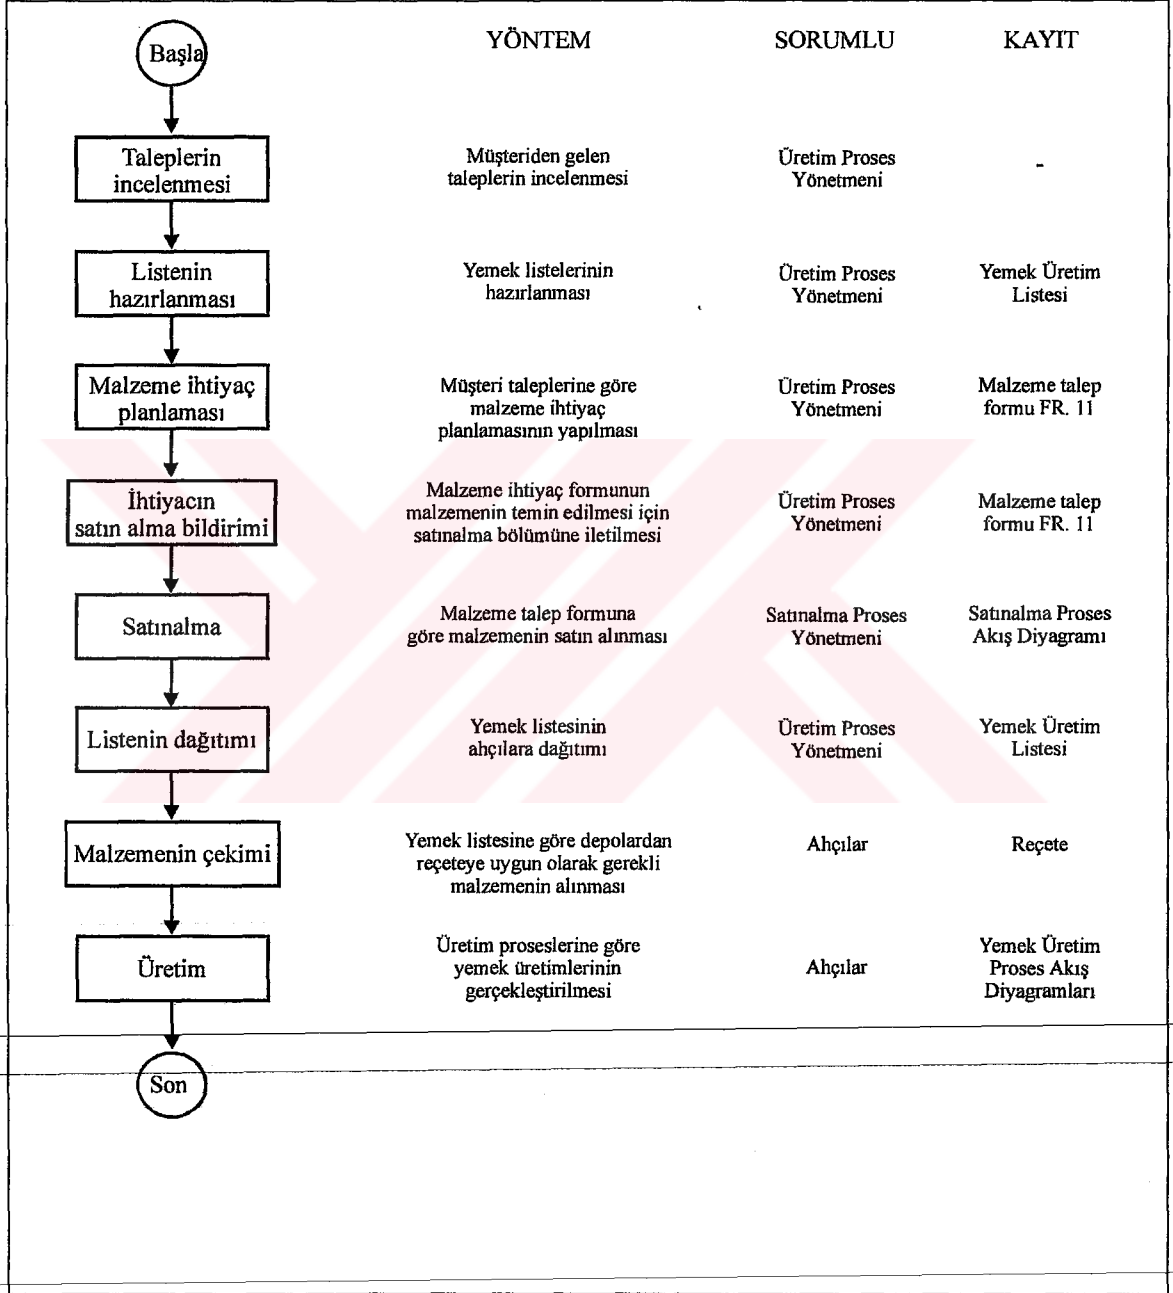 Başla
YÖNTEM
SORUMLU
KAYIT
Taleplerin
incelenmesi
Müşteriden gelen
taleplerin incelenmesi
Üretim Proses
Yönetmeni
-
Listenin
hazırlanması
Yemek listelerinin
hazırlanması
Üretim Proses
Yönetmeni
Yemek Üretim
Listesi
Malzeme ihtiyaç
planlaması
Müşteri taleplerine göre
malzeme ihtiyaç
planlamasının yapılması
Üretim Proses
Yönetmeni
Malzeme talep
formu FR. 11
İhtiyacın
satın alma bildirimi
Malzeme ihtiyaç formunun
malzemenin temin edilmesi için
satınalma bölümüne iletilmesi
Üretim Proses
Yönetmeni
Malzeme talep
formu FR. 11
Satınalma
Malzeme talep formuna
göre malzemenin satın alınması
Satınalma Proses
Yönetmeni
Satınalma Proses
Akış Diyagramı
Listenin dağıtımı
Yemek listesinin
ahçılara dağıtımı
Üretim Proses
Yönetmeni
Yemek Üretim
Listesi
Malzemenin çekimi
Yemek listesine göre depolardan
reçeteye uygun olarak gerekli
malzemenin alınması
Ahçılar
Reçete
Üretim
Üretim proseslerine göre
yemek üretimlerinin
gerçekleştirilmesi
Ahçılar
Yemek Üretim
Proses Akış
Diyagramları
Son